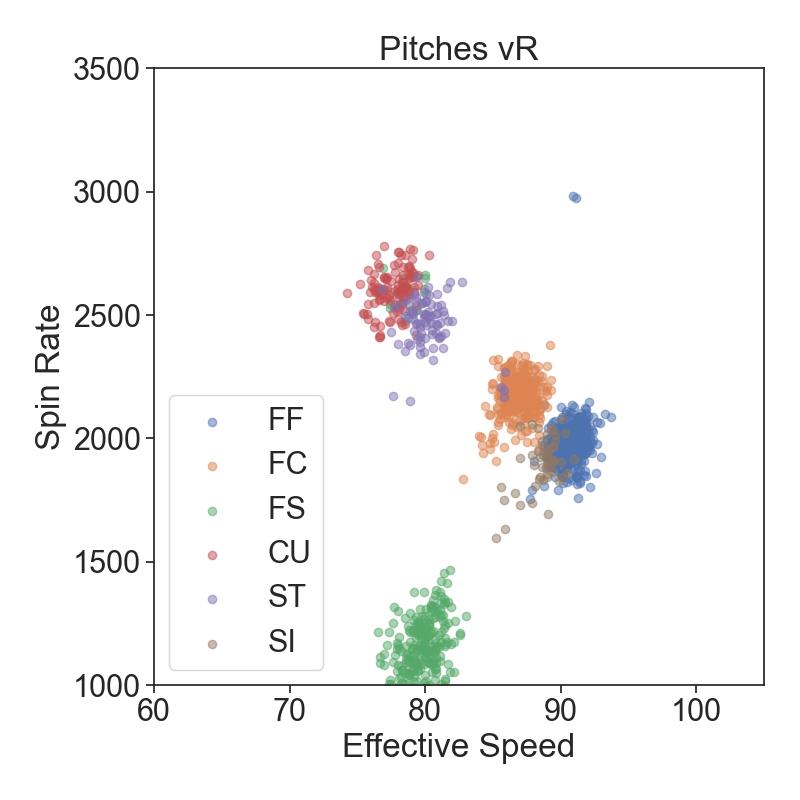 Pitches vR
3500
3000
2500
2000
1500
1000
Spin Rate
FF
FC
FS
CU
ST
SI
60 70 80 90 100
Effective Speed